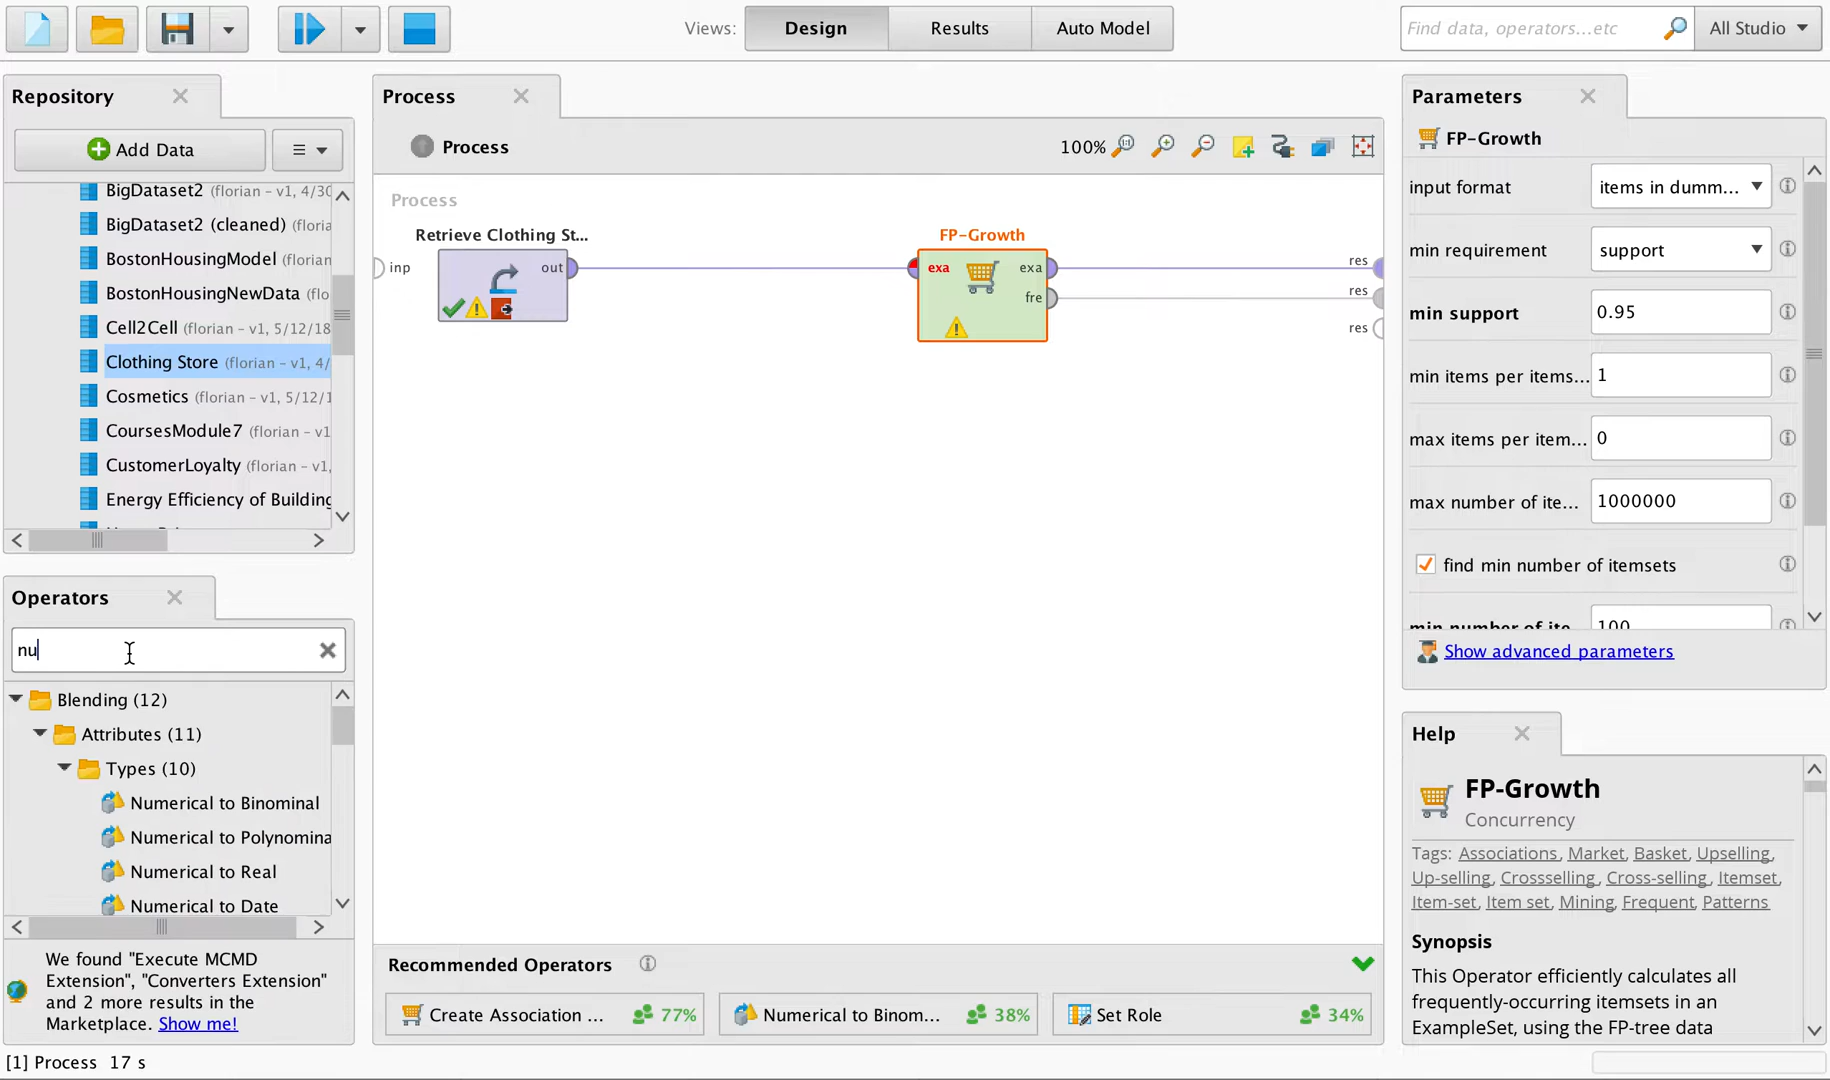 Views: Design Results Auto Model Find data, operators...etc All Studio
Repository
Add Data
BigDataset2 (florian – v1, 4/30
BigDataset2 (cleaned) (floria
BostonHousingModel (florian
BostonHousingNewData (flo
Cell2Cell (florian – v1, 5/12/18
Clothing Store (florian – v1, 4/
Cosmetics (florian – v1, 5/12/1
CoursesModule7 (florian – v1
CustomerLoyalty (florian – v1,
Energy Efficiency of Building
Operators
nu
Blending (12)
Attributes (11)
Types (10)
Numerical to Binominal
Numerical to Polynomina
Numerical to Real
Numerical to Date
We found "Execute MCMD
Extension", "Converters Extension"
and 2 more results in the
Marketplace. Show me!
[1] Process 17 s
Process
Process 100%
Process
Retrieve Clothing St... FP-Growth
inp out exa exa res
fre res
res
Recommended Operators
Create Association ... 77% Numerical to Binom... 38% Set Role 34%
Parameters
FP-Growth
input format items in dumm...
min requirement support
min support 0.95
min items per items... 1
max items per item... 0
max number of ite... 1000000
find min number of itemsets
min number of ite 100
Show advanced parameters
Help
FP-Growth
Concurrency
Tags: Associations, Market, Basket, Upselling,
Up-selling, Crossselling, Cross-selling, Itemset,
Item-set, Item set, Mining, Frequent, Patterns
Synopsis
This Operator efficiently calculates all
frequently-occurring itemsets in an
ExampleSet, using the FP-tree data